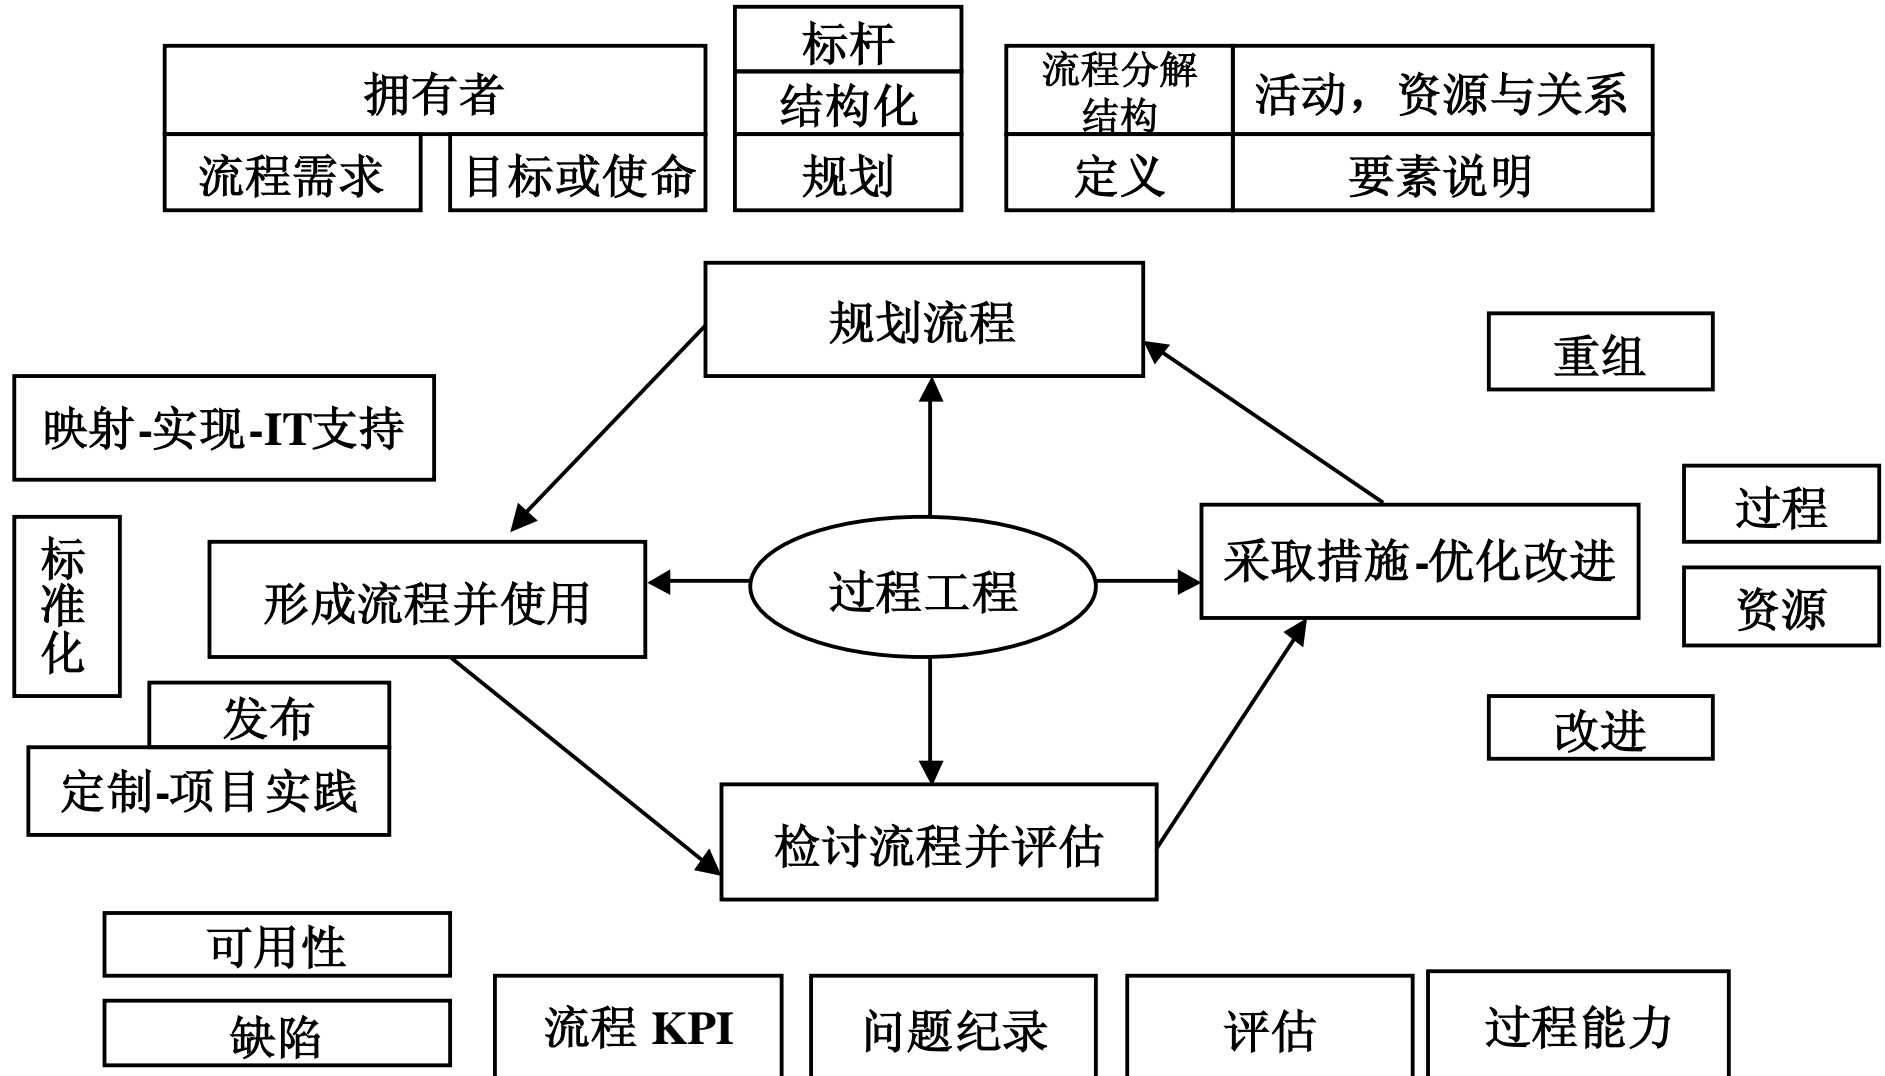 标杆
拥有者
结构化
流程分解
结构
活动，资源与关系
流程需求
目标或使命
规划
定义
要素说明
规划流程
重组
映射-实现-IT支持
过程
标
准
化
形成流程并使用
过程工程
采取措施-优化改进
资源
发布
改进
定制-项目实践
检讨流程并评估
可用性
缺陷
流程 KPI
问题纪录
评估
过程能力